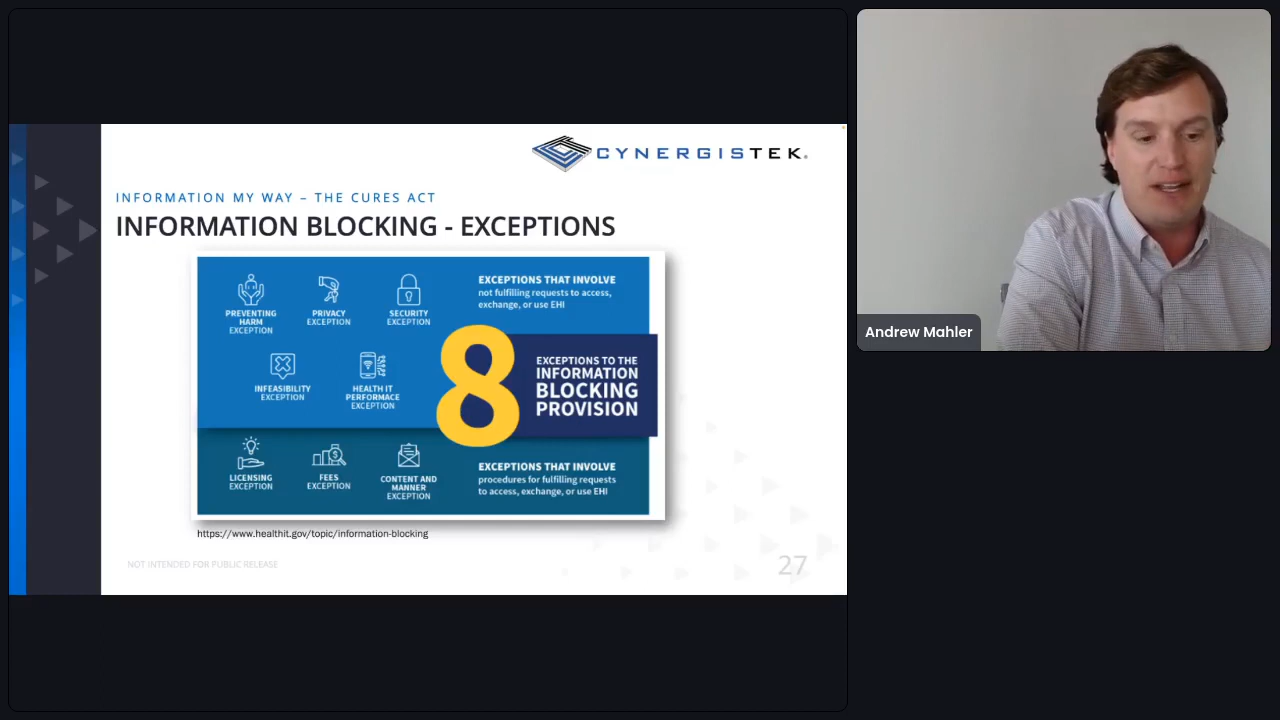 CYNERGISTEK.
INFORMATION MY WAY – THE CURES ACT
INFORMATION BLOCKING - EXCEPTIONS
PREVENTING
HARM
EXCEPTION
PRIVACY
EXCEPTION
SECURITY
EXCEPTION
EXCEPTIONS THAT INVOLVE
not fulfilling requests to access,
exchange, or use EHI
INFEASIBILITY
EXCEPTION
HEALTH IT
PERFORMACE
EXCEPTION
8
EXCEPTIONS TO THE
INFORMATION
BLOCKING
PROVISION
LICENSING
EXCEPTION
FEES
EXCEPTION
CONTENT AND
MANNER
EXCEPTION
EXCEPTIONS THAT INVOLVE
procedures for fulfilling requests
to access, exchange, or use EHI
https://www.healthit.gov/topic/information-blocking
NOT INTENDED FOR PUBLIC RELEASE
27
Andrew Mahler